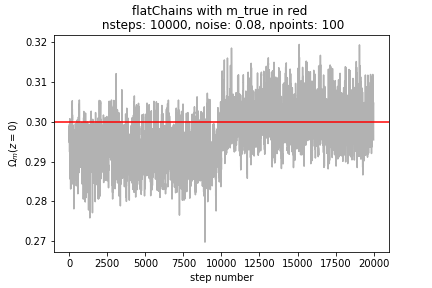 flatChains with m_true in red
nsteps: 10000, noise: 0.08, npoints: 100
0.32
0.31
0.30
0.29
0.28
0.27
Ωₘ(z = 0)
0 2500 5000 7500 10000 12500 15000 17500 20000
step number